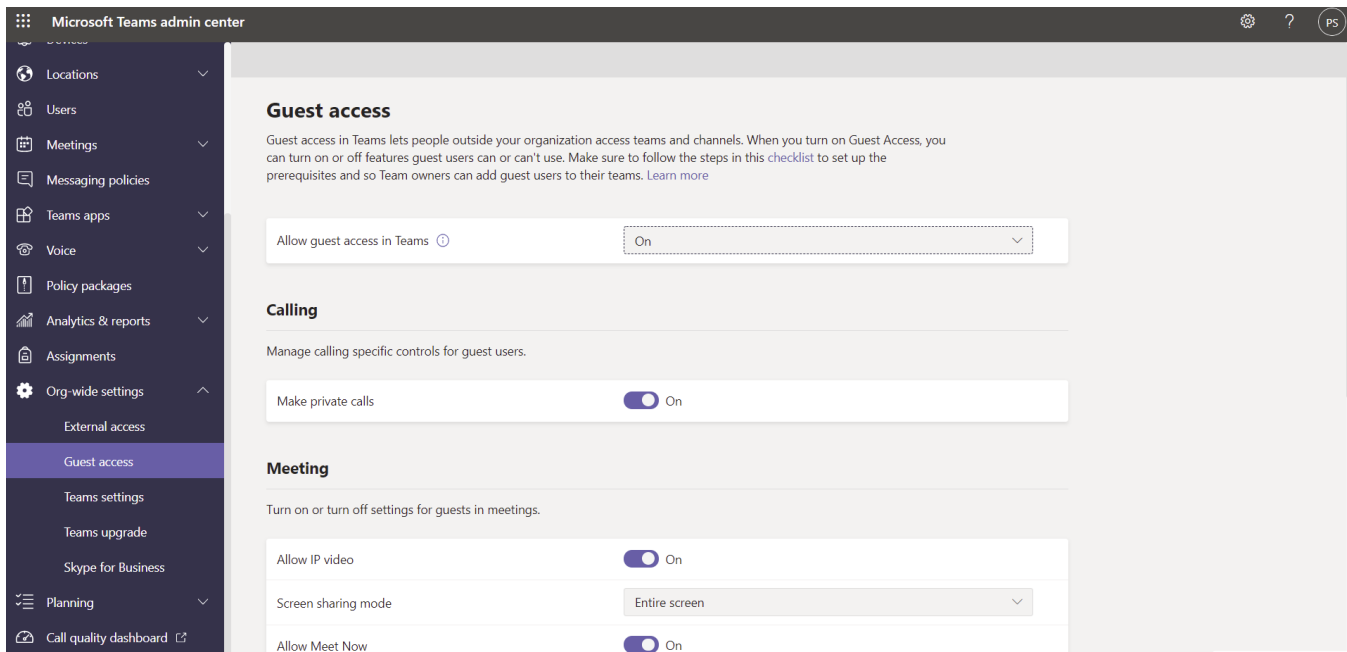 Microsoft Teams admin center
?
PS
Devices
Locations
Users
Meetings
Messaging policies
Teams apps
Voice
Policy packages
Analytics & reports
Assignments
Org-wide settings
External access
Guest access
Teams settings
Teams upgrade
Skype for Business
Planning
Call quality dashboard
Guest access
Guest access in Teams lets people outside your organization access teams and channels. When you turn on Guest Access, you
can turn on or off features guest users can or can't use. Make sure to follow the steps in this checklist to set up the
prerequisites and so Team owners can add guest users to their teams. Learn more
Allow guest access in Teams On
Calling
Manage calling specific controls for guest users.
Make private calls On
Meeting
Turn on or turn off settings for guests in meetings.
Allow IP video On
Screen sharing mode Entire screen
Allow Meet Now On